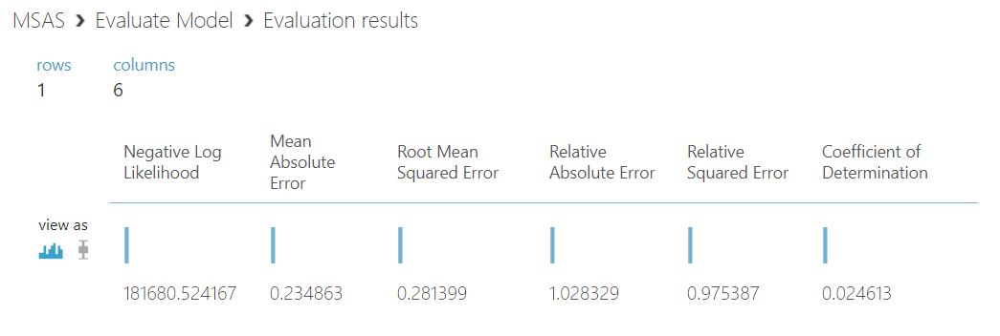 MSAS > Evaluate Model > Evaluation results
rows columns
1 6
Negative Log Likelihood
Mean Absolute Error
Root Mean Squared Error
Relative Absolute Error
Relative Squared Error
Coefficient of Determination
view as
181680.524167 0.234863 0.281399 1.028329 0.975387 0.024613